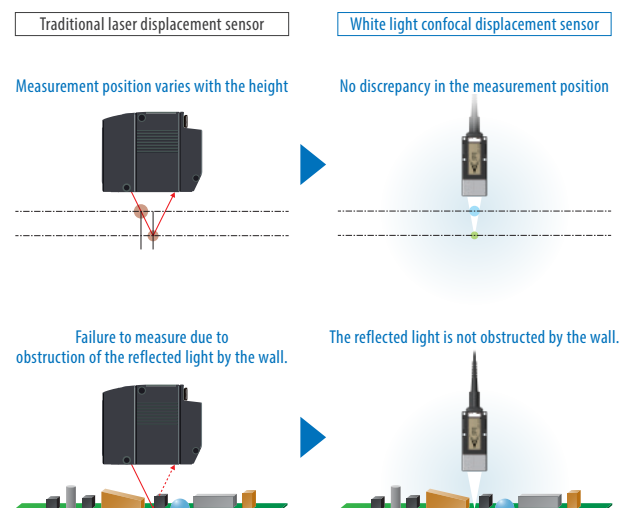 Traditional laser displacement sensor
White light confocal displacement sensor
Measurement position varies with the height
No discrepancy in the measurement position
Failure to measure due to
obstruction of the reflected light by the wall.
The reflected light is not obstructed by the wall.